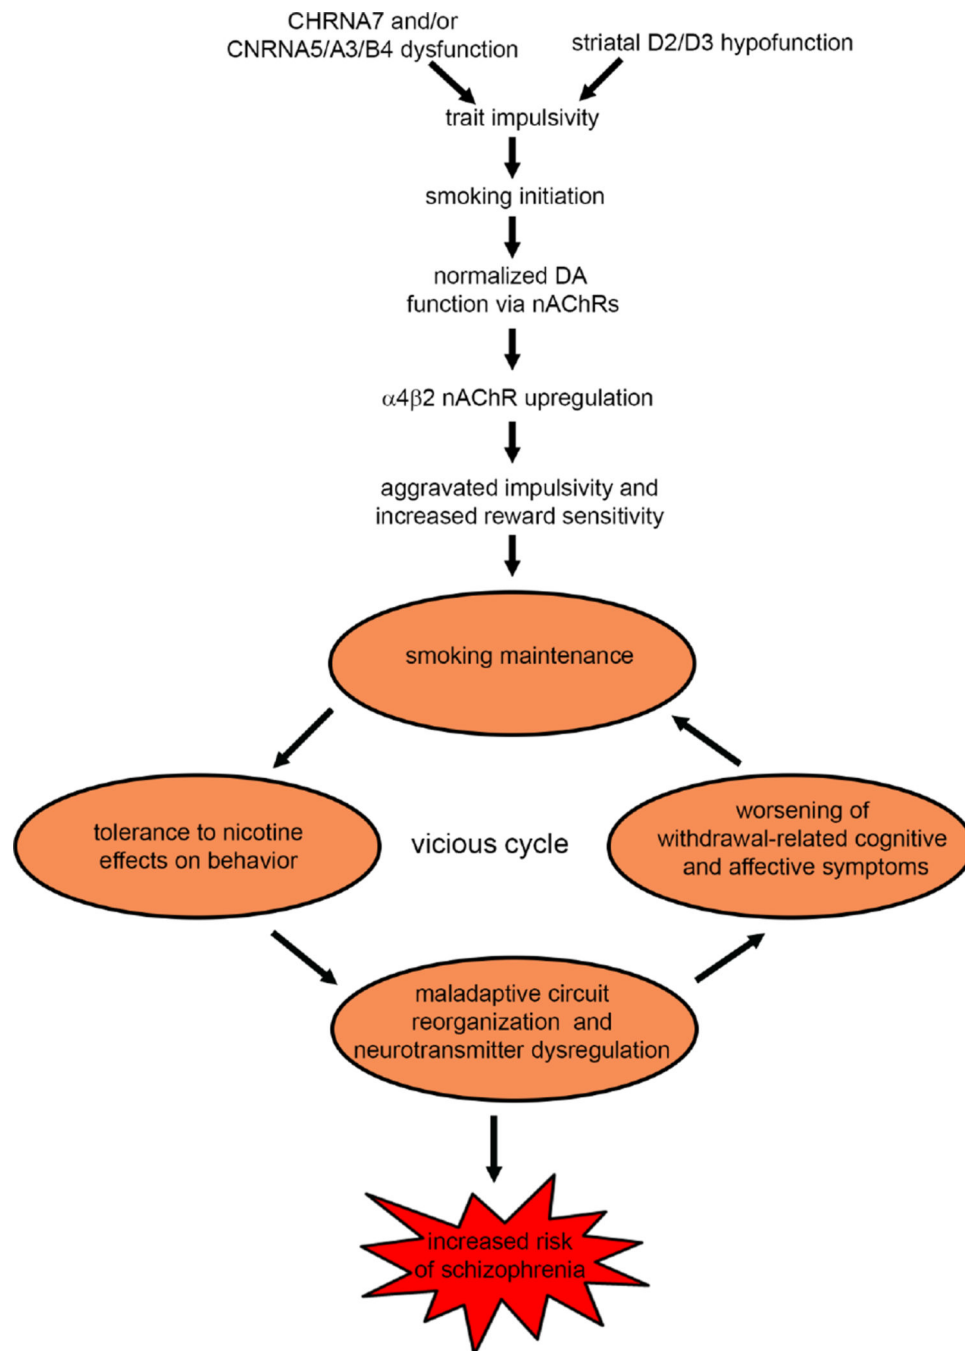 CHRNA7 and/or
CNRNA5/A3/B4 dysfunction
striatal D2/D3 hypofunction
trait impulsivity
smoking initiation
normalized DA
function via nAChRs
α4β2 nAChR upregulation
aggravated impulsivity and
increased reward sensitivity
smoking maintenance
tolerance to nicotine
effects on behavior
vicious cycle
worsening of
withdrawal-related cognitive
and affective symptoms
maladaptive circuit
reorganization and
neurotransmitter dysregulation
increased risk
of schizophrenia